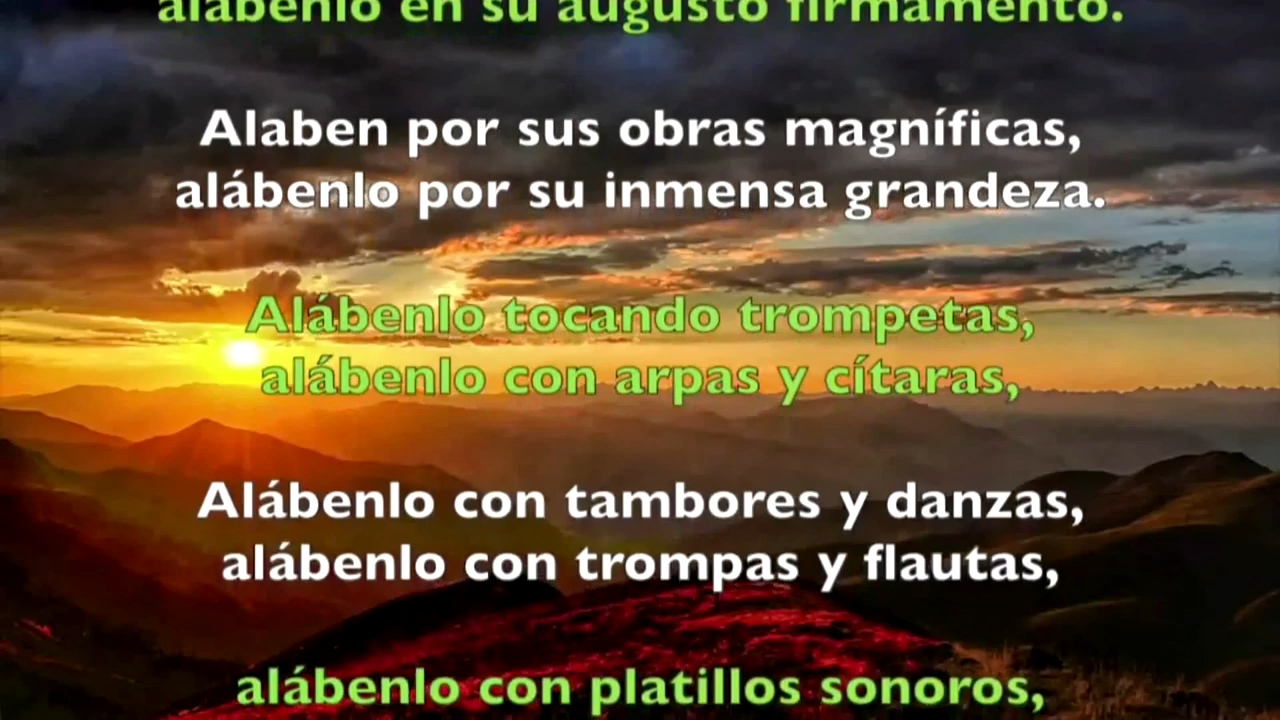 alábenlo en su augusto firmamento.
Alaben por sus obras magníficas,
alábenlo por su inmensa grandeza.
Alábenlo tocando trompetas,
alábenlo con arpas y cítaras,
Alábenlo con tambores y danzas,
alábenlo con trompas y flautas,
alábenlo con platillos sonoros,